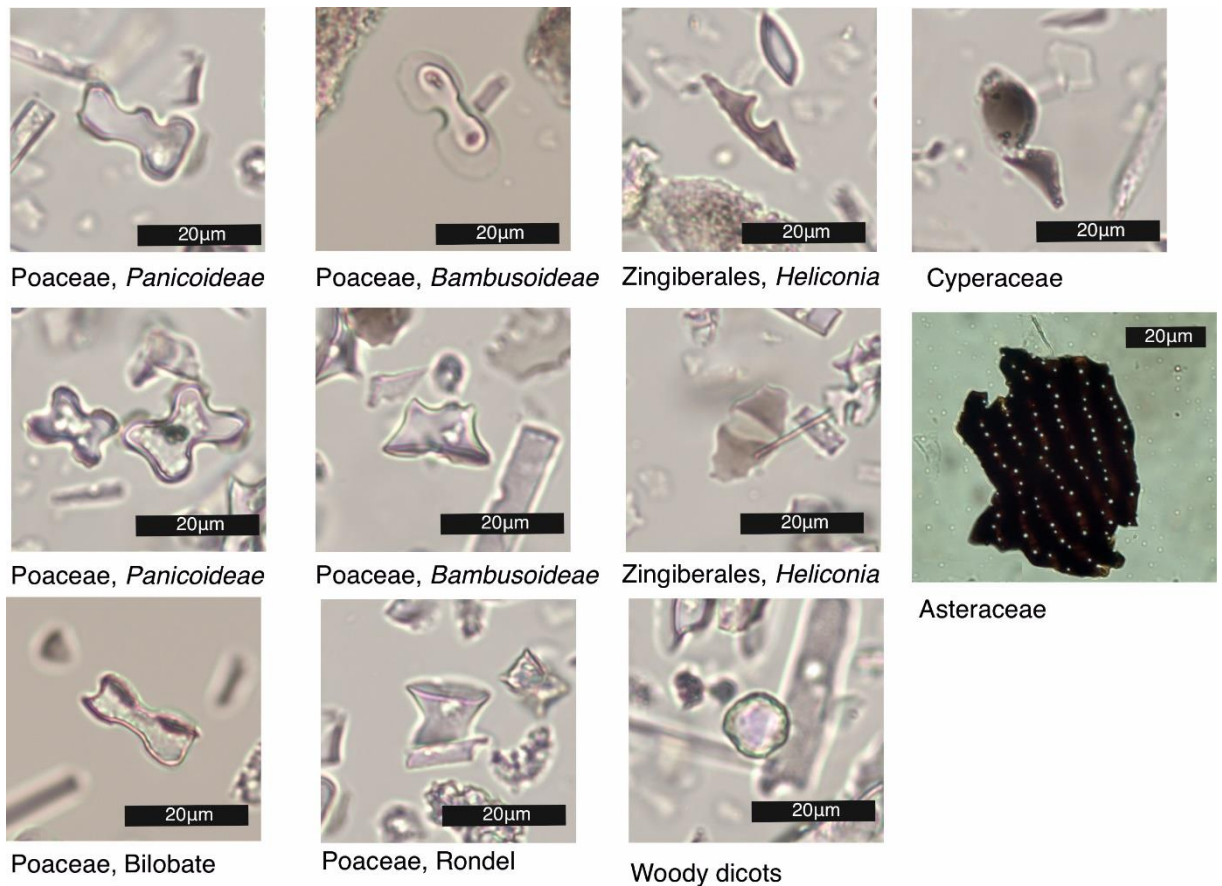 20µm
20µm
20µm
20µm
Poaceae, Panicoideae
Poaceae, Bambusoideae
Zingiberales, Heliconia
Cyperaceae
20µm
20µm
20µm
20µm
Poaceae, Panicoideae
Poaceae, Bambusoideae
Zingiberales, Heliconia
Asteraceae
20µm
20µm
20µm
Poaceae, Bilobate
Poaceae, Rondel
Woody dicots